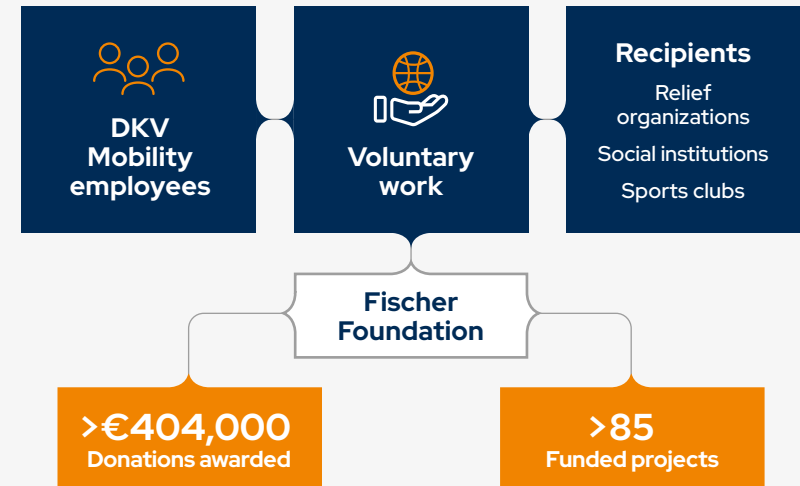 DKV
Mobility
employees
Voluntary
work
Recipients
Relief
organizations
Social institutions
Sports clubs
Fischer
Foundation
>€404,000
Donations awarded
>85
Funded projects